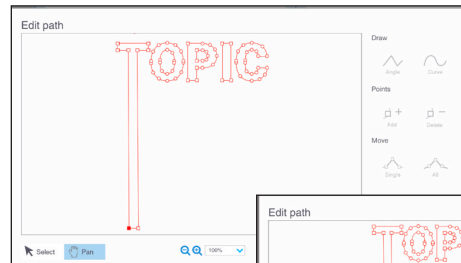 Edit path
Draw
TOPIC
Angle Curve
Points
Add Delete
Move
Single All
Select Pan
100%
Edit path
TOP